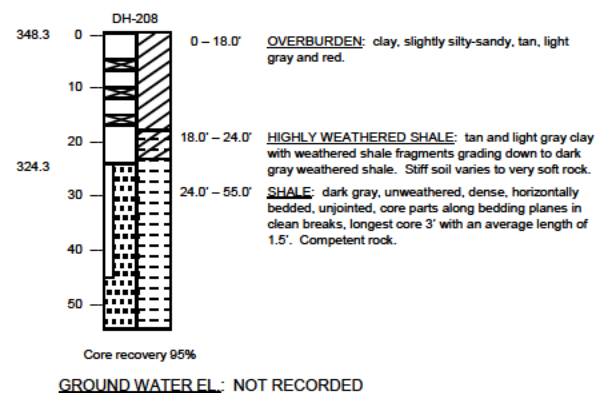 DH-208
348.3 0 0 – 18.0' OVERBURDEN: clay, slightly silty-sandy, tan, light
gray and red.
10
20 18.0' – 24.0' HIGHLY WEATHERED SHALE: tan and light gray clay
with weathered shale fragments grading down to dark
324.3 gray weathered shale. Stiff soil varies to very soft rock.
30 24.0' – 55.0' SHALE: dark gray, unweathered, dense, horizontally
bedded, unjointed, core parts along bedding planes in
clean breaks, longest core 3' with an average length of
40 1.5'. Competent rock.
50
Core recovery 95%
GROUND WATER EL.: NOT RECORDED